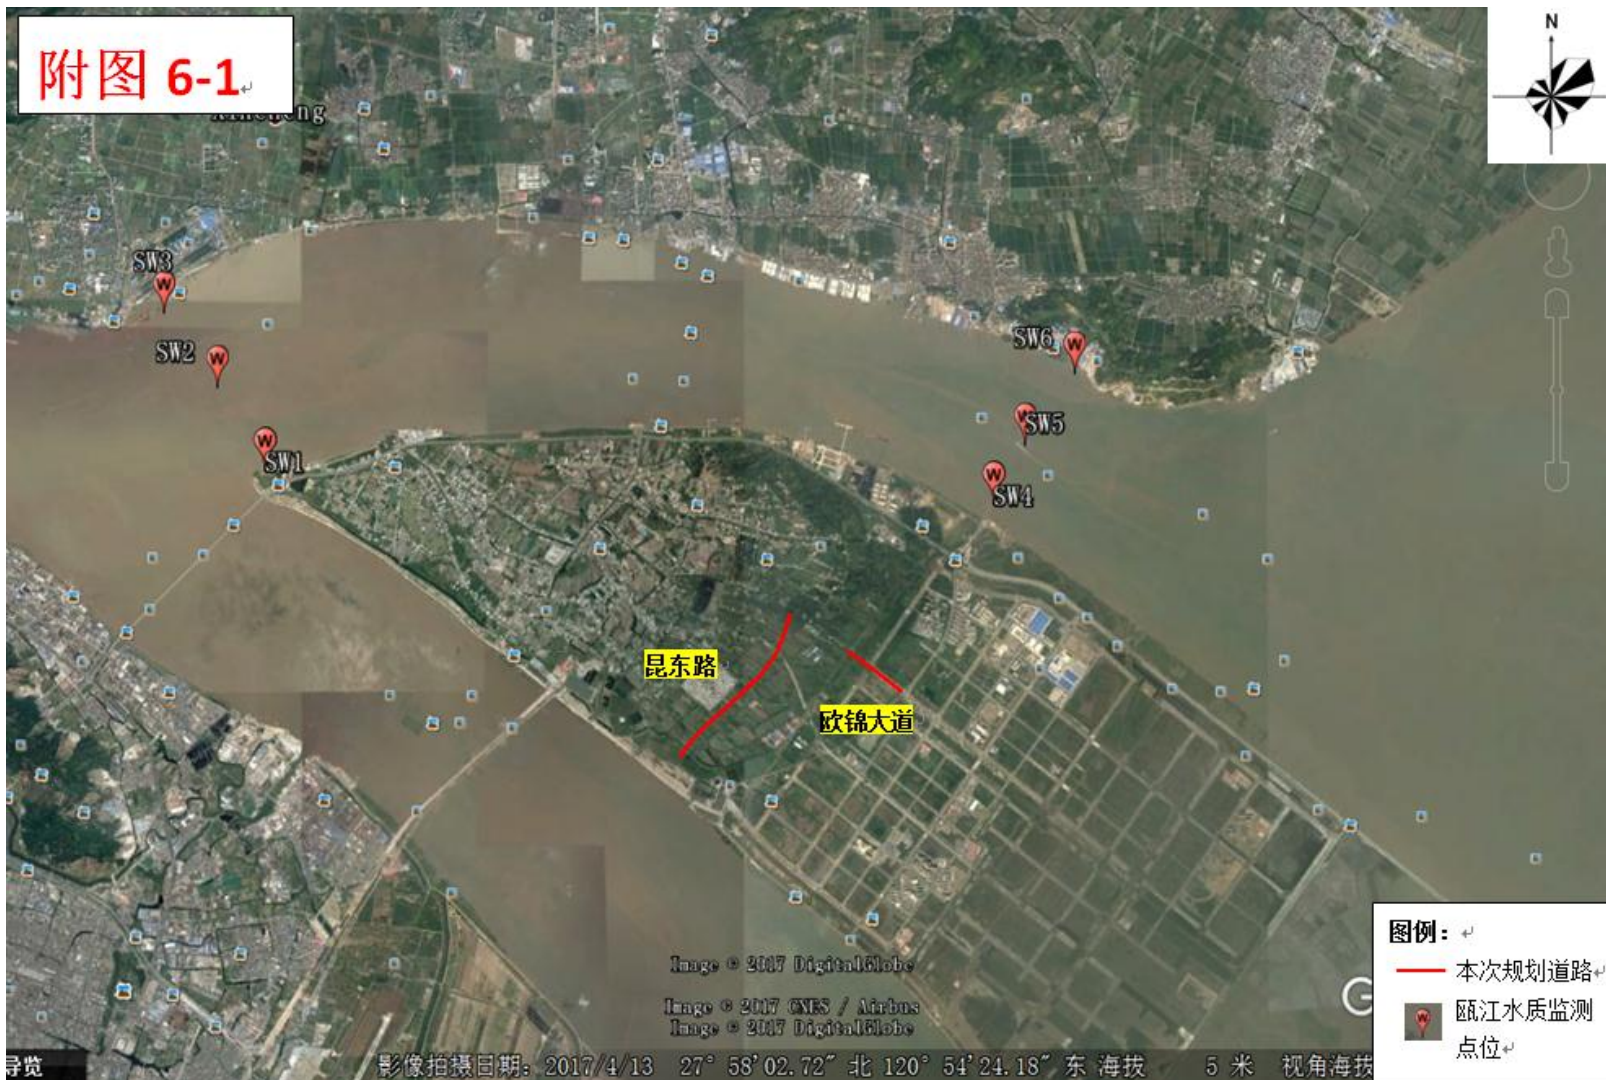 附图 6-1
N
SW3
SW2
SW1
SW6
SW5
SW4
昆东路
欧锦大道
Image © 2017 DigitalGlobe
Image © 2017 CNES / Airbus
Image © 2017 DigitalGlobe
图例：
本次规划道路
瓯江水质监测
点位
导览
影像拍摄日期： 2017/4/13 27° 58′02.72″ 北 120° 54′24.18″ 东 海拔 5 米 视角海拔